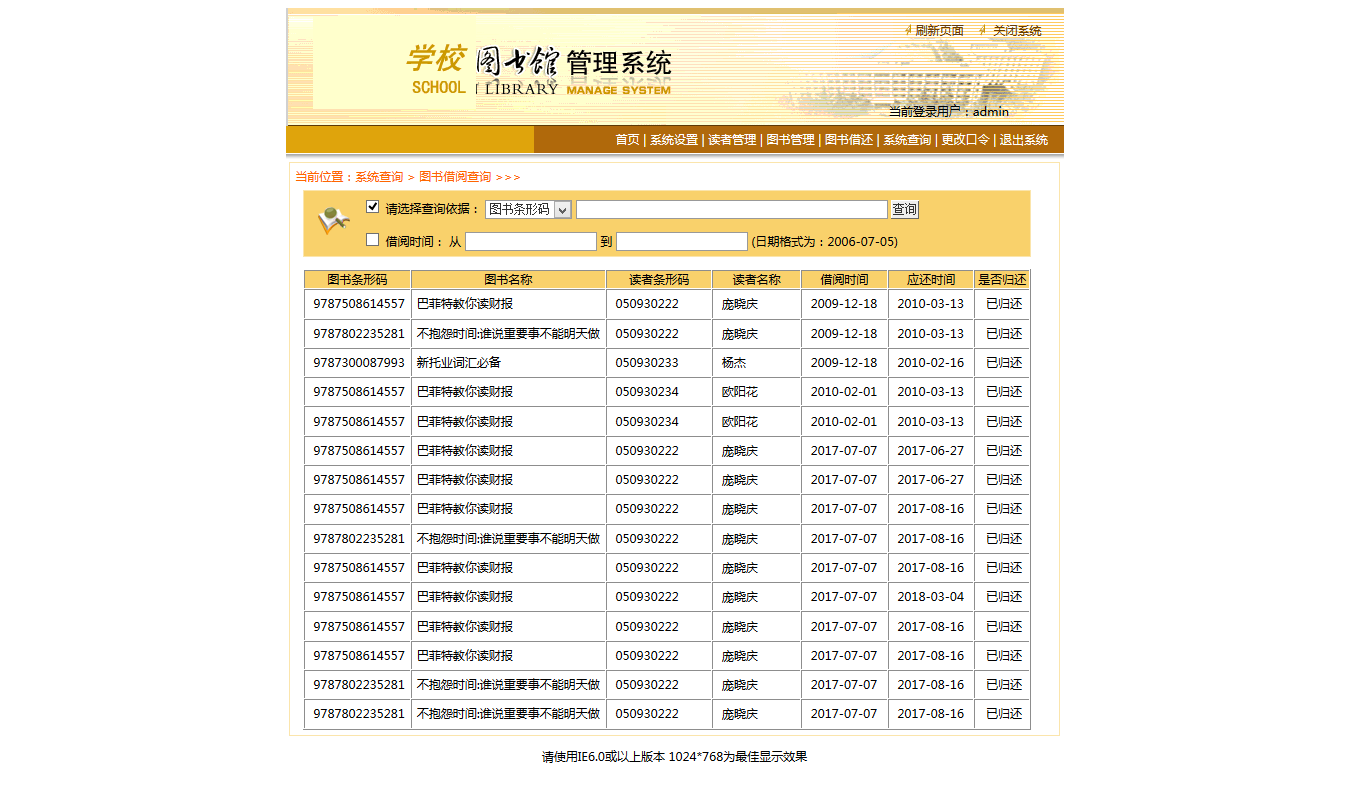 刷新页面 关闭系统
学校 图书馆 管理系统
SCHOOL LIBRARY MANAGE SYSTEM
当前登录用户：admin
首页 | 系统设置 | 读者管理 | 图书管理 | 图书借还 | 系统查询 | 更改口令 | 退出系统
当前位置：系统查询 > 图书借阅查询 >>>
请选择查询依据： 图书条形码 查询
借阅时间： 从 到 (日期格式为：2006-07-05)
图书条形码 图书名称 读者条形码 读者名称 借阅时间 应还时间 是否归还
9787508614557 巴菲特教你读财报 050930222 庞晓庆 2009-12-18 2010-03-13 已归还
9787802235281 不抱怨时间:谁说重要事不能明天做 050930222 庞晓庆 2009-12-18 2010-03-13 已归还
9787300087993 新托业词汇必备 050930233 杨杰 2009-12-18 2010-02-16 已归还
9787508614557 巴菲特教你读财报 050930234 欧阳花 2010-02-01 2010-03-13 已归还
9787508614557 巴菲特教你读财报 050930234 欧阳花 2010-02-01 2010-03-13 已归还
9787508614557 巴菲特教你读财报 050930222 庞晓庆 2017-07-07 2017-06-27 已归还
9787508614557 巴菲特教你读财报 050930222 庞晓庆 2017-07-07 2017-06-27 已归还
9787508614557 巴菲特教你读财报 050930222 庞晓庆 2017-07-07 2017-08-16 已归还
9787802235281 不抱怨时间:谁说重要事不能明天做 050930222 庞晓庆 2017-07-07 2017-08-16 已归还
9787508614557 巴菲特教你读财报 050930222 庞晓庆 2017-07-07 2017-08-16 已归还
9787508614557 巴菲特教你读财报 050930222 庞晓庆 2017-07-07 2018-03-04 已归还
9787508614557 巴菲特教你读财报 050930222 庞晓庆 2017-07-07 2017-08-16 已归还
9787508614557 巴菲特教你读财报 050930222 庞晓庆 2017-07-07 2017-08-16 已归还
9787802235281 不抱怨时间:谁说重要事不能明天做 050930222 庞晓庆 2017-07-07 2017-08-16 已归还
9787802235281 不抱怨时间:谁说重要事不能明天做 050930222 庞晓庆 2017-07-07 2017-08-16 已归还
请使用IE6.0或以上版本 1024*768为最佳显示效果